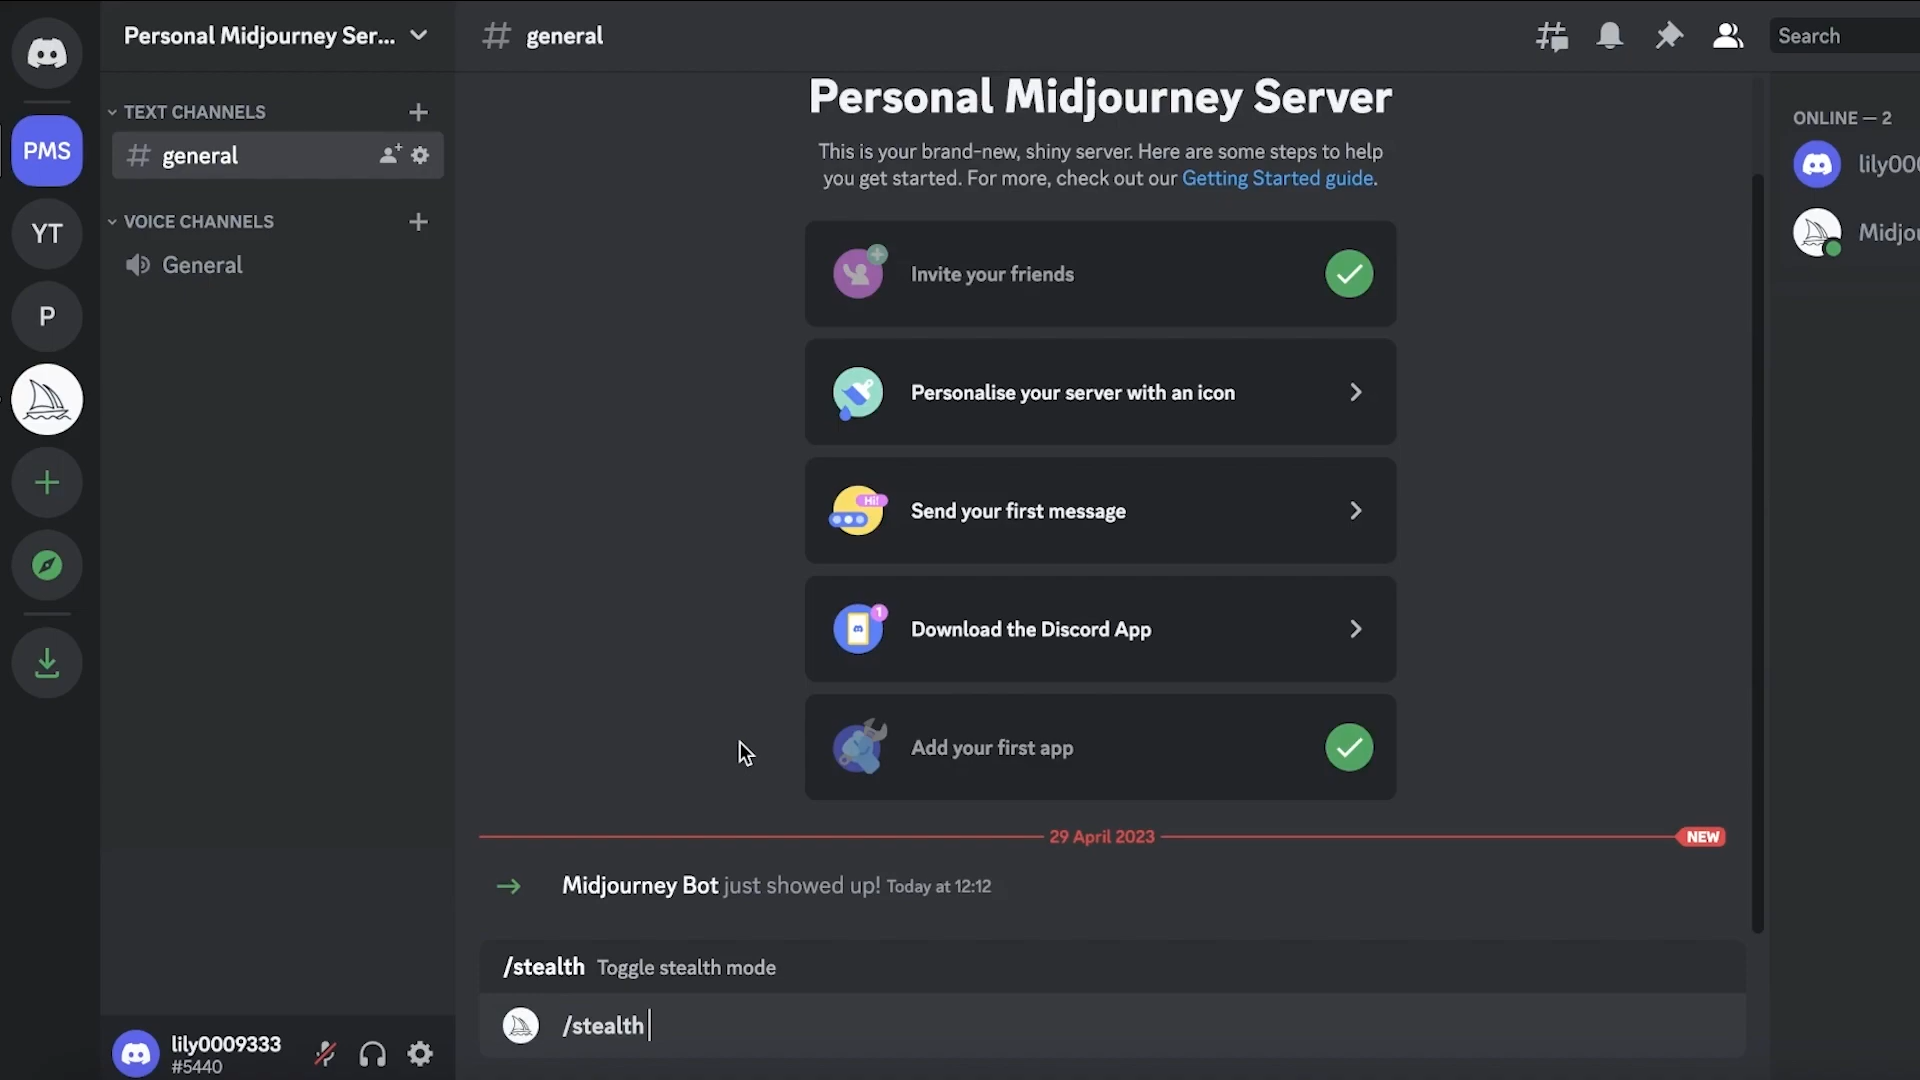 Personal Midjourney Ser...
general
Search
TEXT CHANNELS
general
VOICE CHANNELS
General
PMS
YT
P
Personal Midjourney Server
This is your brand-new, shiny server. Here are some steps to help
you get started. For more, check out our Getting Started guide.
Invite your friends
Personalise your server with an icon
Hi!
Send your first message
1
Download the Discord App
Add your first app
29 April 2023
NEW
Midjourney Bot just showed up! Today at 12:12
/stealth Toggle stealth mode
/stealth
ONLINE — 2
lily000
Midjou
lily0009333
#5440